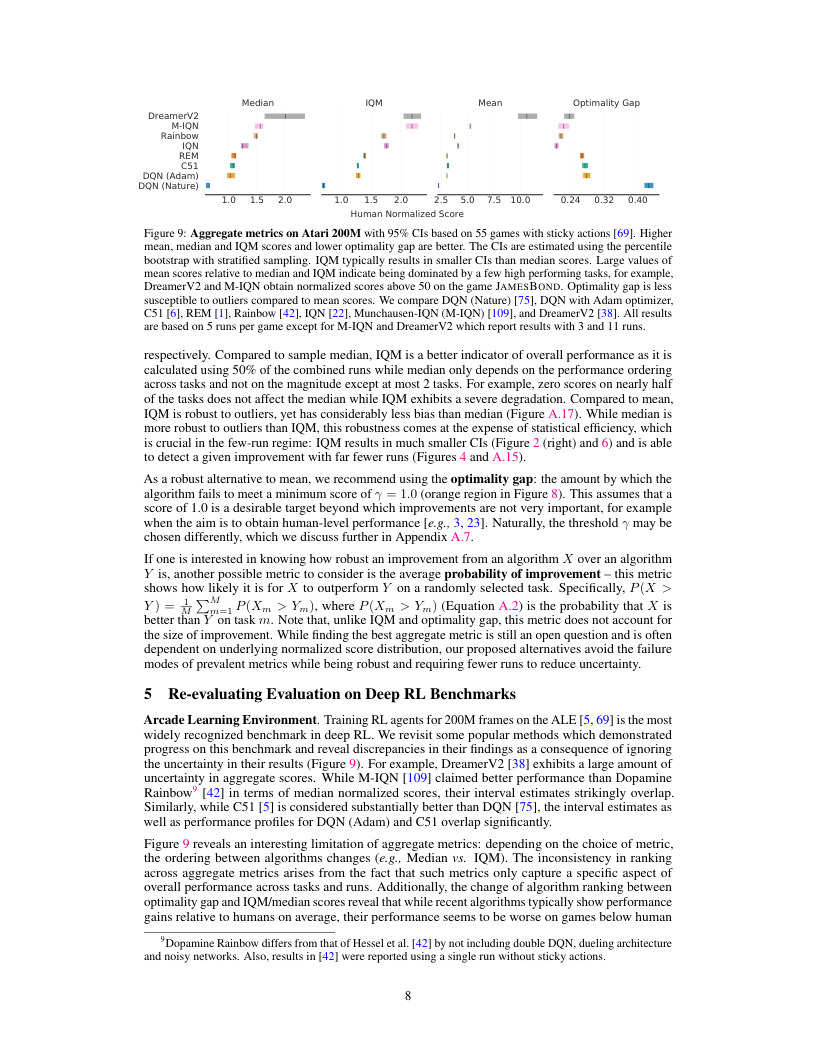 Median IQM Mean Optimality Gap
DreamerV2
M-IQN
Rainbow
IQN
REM
C51
DQN (Adam)
DQN (Nature)
1.0 1.5 2.0 1.0 1.5 2.0 2.5 5.0 7.5 10.0 0.24 0.32 0.40
Human Normalized Score
Figure 9: Aggregate metrics on Atari 200M with 95% CIs based on 55 games with sticky actions [69]. Higher
mean, median and IQM scores and lower optimality gap are better. The CIs are estimated using the percentile
bootstrap with stratified sampling. IQM typically results in smaller CIs than median scores. Large values of
mean scores relative to median and IQM indicate being dominated by a few high performing tasks, for example,
DreamerV2 and M-IQN obtain normalized scores above 50 on the game JAMESBOND. Optimality gap is less
susceptible to outliers compared to mean scores. We compare DQN (Nature) [75], DQN with Adam optimizer,
C51 [6], REM [1], Rainbow [42], IQN [22], Munchausen-IQN (M-IQN) [109], and DreamerV2 [38]. All results
are based on 5 runs per game except for M-IQN and DreamerV2 which report results with 3 and 11 runs.
respectively. Compared to sample median, IQM is a better indicator of overall performance as it is
calculated using 50% of the combined runs while median only depends on the performance ordering
across tasks and not on the magnitude except at most 2 tasks. For example, zero scores on nearly half
of the tasks does not affect the median while IQM exhibits a severe degradation. Compared to mean,
IQM is robust to outliers, yet has considerably less bias than median (Figure A.17). While median is
more robust to outliers than IQM, this robustness comes at the expense of statistical efficiency, which
is crucial in the few-run regime: IQM results in much smaller CIs (Figure 2 (right) and 6) and is able
to detect a given improvement with far fewer runs (Figures 4 and A.15).
As a robust alternative to mean, we recommend using the optimality gap: the amount by which the
algorithm fails to meet a minimum score of γ = 1.0 (orange region in Figure 8). This assumes that a
score of 1.0 is a desirable target beyond which improvements are not very important, for example
when the aim is to obtain human-level performance [e.g., 3, 23]. Naturally, the threshold γ may be
chosen differently, which we discuss further in Appendix A.7.
If one is interested in knowing how robust an improvement from an algorithm X over an algorithm
Y is, another possible metric to consider is the average probability of improvement – this metric
shows how likely it is for X to outperform Y on a randomly selected task. Specifically, P(X >
Y) = 1/M ∑_{m=1}^{M} P(X_m > Y_m), where P(X_m > Y_m) (Equation A.2) is the probability that X is
better than Y on task m. Note that, unlike IQM and optimality gap, this metric does not account for
the size of improvement. While finding the best aggregate metric is still an open question and is often
dependent on underlying normalized score distribution, our proposed alternatives avoid the failure
modes of prevalent metrics while being robust and requiring fewer runs to reduce uncertainty.
5 Re-evaluating Evaluation on Deep RL Benchmarks
Arcade Learning Environment. Training RL agents for 200M frames on the ALE [5, 69] is the most
widely recognized benchmark in deep RL. We revisit some popular methods which demonstrated
progress on this benchmark and reveal discrepancies in their findings as a consequence of ignoring
the uncertainty in their results (Figure 9). For example, DreamerV2 [38] exhibits a large amount of
uncertainty in aggregate scores. While M-IQN [109] claimed better performance than Dopamine
Rainbow⁹ [42] in terms of median normalized scores, their interval estimates strikingly overlap.
Similarly, while C51 [5] is considered substantially better than DQN [75], the interval estimates as
well as performance profiles for DQN (Adam) and C51 overlap significantly.
Figure 9 reveals an interesting limitation of aggregate metrics: depending on the choice of metric,
the ordering between algorithms changes (e.g., Median vs. IQM). The inconsistency in ranking
across aggregate metrics arises from the fact that such metrics only capture a specific aspect of
overall performance across tasks and runs. Additionally, the change of algorithm ranking between
optimality gap and IQM/median scores reveal that while recent algorithms typically show performance
gains relative to humans on average, their performance seems to be worse on games below human
⁹Dopamine Rainbow differs from that of Hessel et al. [42] by not including double DQN, dueling architecture
and noisy networks. Also, results in [42] were reported using a single run without sticky actions.
8